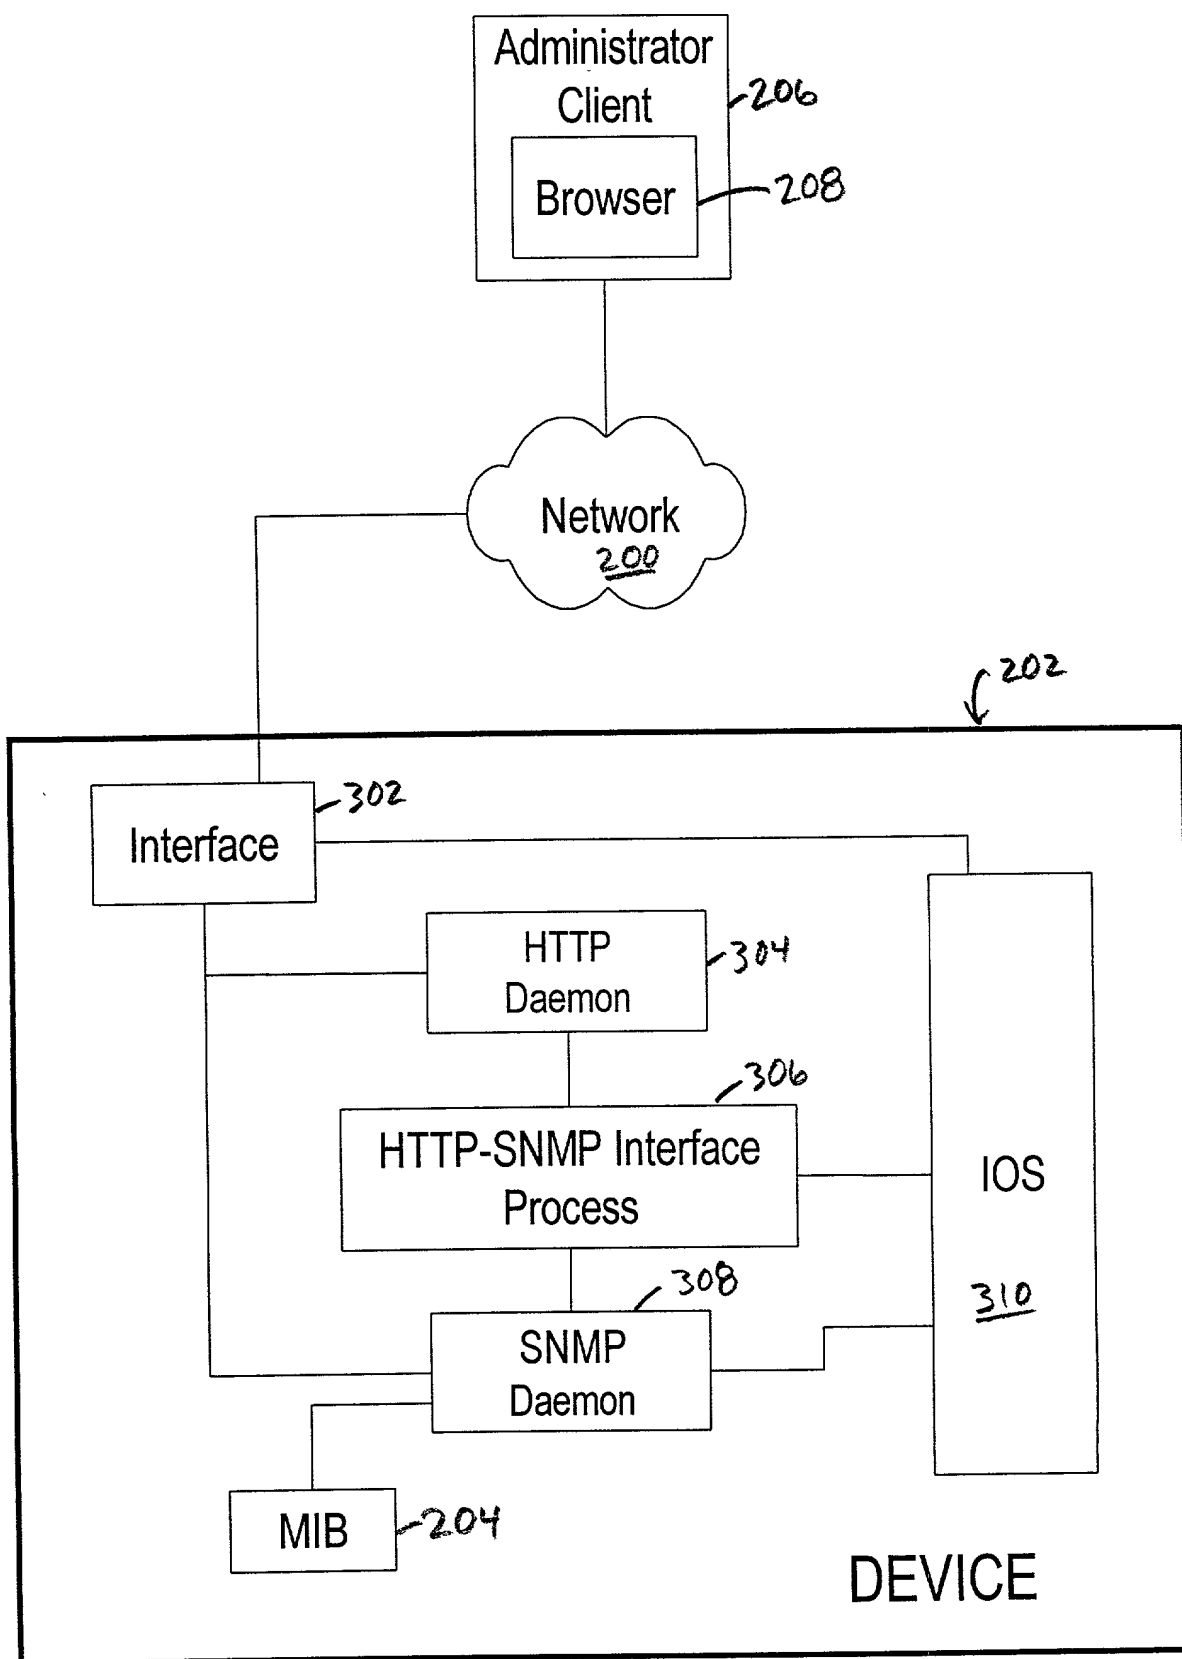 Administrator
Client
206
Browser
208
Network
200
202
Interface
302
HTTP
Daemon
304
306
HTTP-SNMP Interface
Process
IOS
310
308
SNMP
Daemon
MIB
204
DEVICE